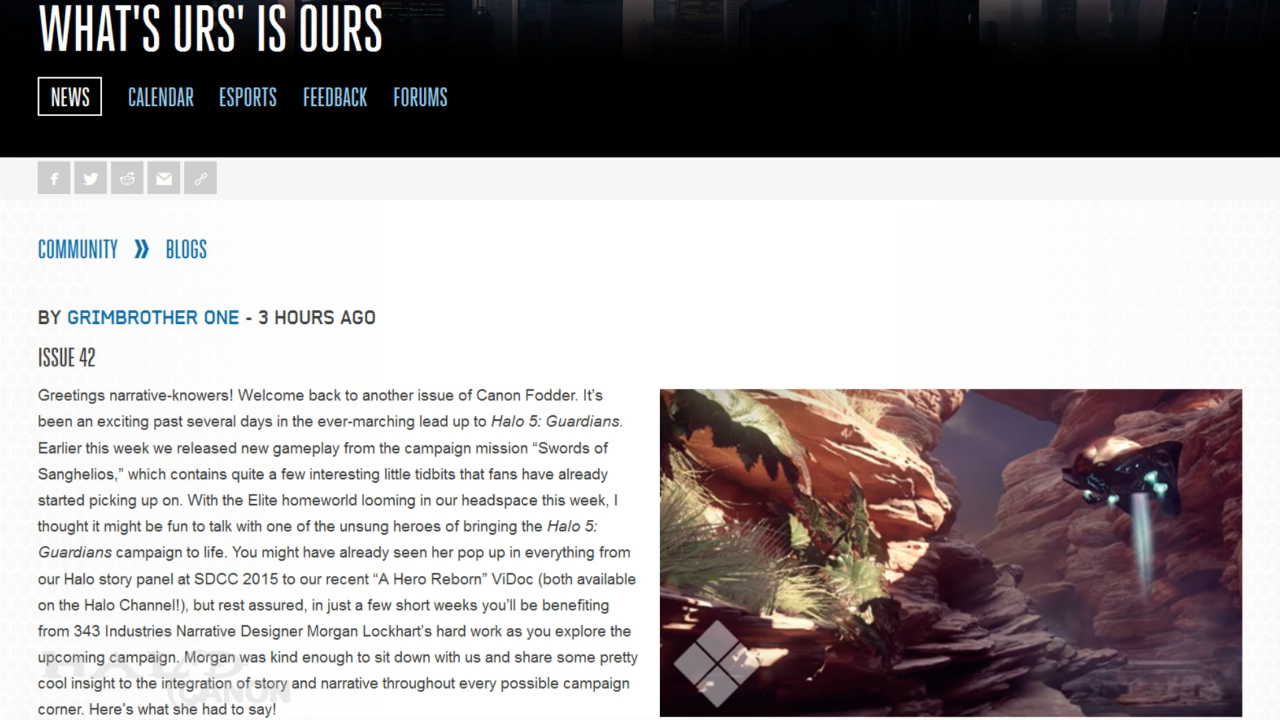 WHAT'S URS' IS OURS
NEWS CALENDAR ESPORTS FEEDBACK FORUMS
COMMUNITY » BLOGS
BY GRIMBROTHER ONE - 3 HOURS AGO
ISSUE 42
Greetings narrative-knowers! Welcome back to another issue of Canon Fodder. It’s
been an exciting past several days in the ever-marching lead up to Halo 5: Guardians.
Earlier this week we released new gameplay from the campaign mission “Swords of
Sanghelios,” which contains quite a few interesting little tidbits that fans have already
started picking up on. With the Elite homeworld looming in our headspace this week, I
thought it might be fun to talk with one of the unsung heroes of bringing the Halo 5:
Guardians campaign to life. You might have already seen her pop up in everything from
our Halo story panel at SDCC 2015 to our recent “A Hero Reborn” ViDoc (both available
on the Halo Channel!), but rest assured, in just a few short weeks you’ll be benefiting
from 343 Industries Narrative Designer Morgan Lockhart’s hard work as you explore the
upcoming campaign. Morgan was kind enough to sit down with us and share some pretty
cool insight to the integration of story and narrative throughout every possible campaign
corner. Here’s what she had to say!
HALO
CANON